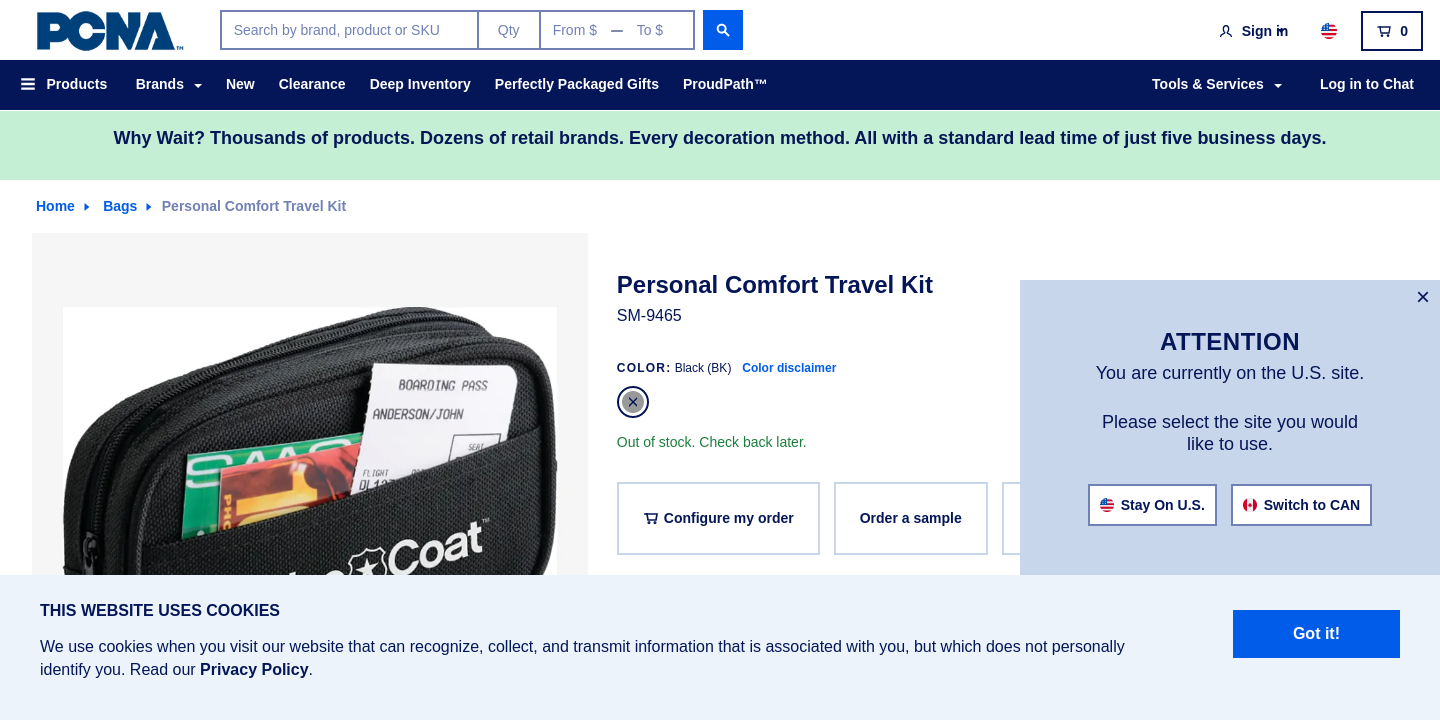 PCNA™
Search by brand, product or SKU
Qty
From $ — To $
Sign in
0
Products
Brands
New
Clearance
Deep Inventory
Perfectly Packaged Gifts
ProudPath™
Tools & Services
Log in to Chat
Why Wait? Thousands of products. Dozens of retail brands. Every decoration method. All with a standard lead time of just five business days.
Home
Bags
Personal Comfort Travel Kit
BOARDING PASS
ANDERSON/JOHN
SEAT
FLIGHT
SAAS
PHO
Coat™
Personal Comfort Travel Kit
SM-9465
COLOR: Black (BK) Color disclaimer
Out of stock. Check back later.
Configure my order
Order a sample
×
ATTENTION
You are currently on the U.S. site.
Please select the site you would
like to use.
Stay On U.S.
Switch to CAN
THIS WEBSITE USES COOKIES
We use cookies when you visit our website that can recognize, collect, and transmit information that is associated with you, but which does not personally
identify you. Read our Privacy Policy.
Got it!